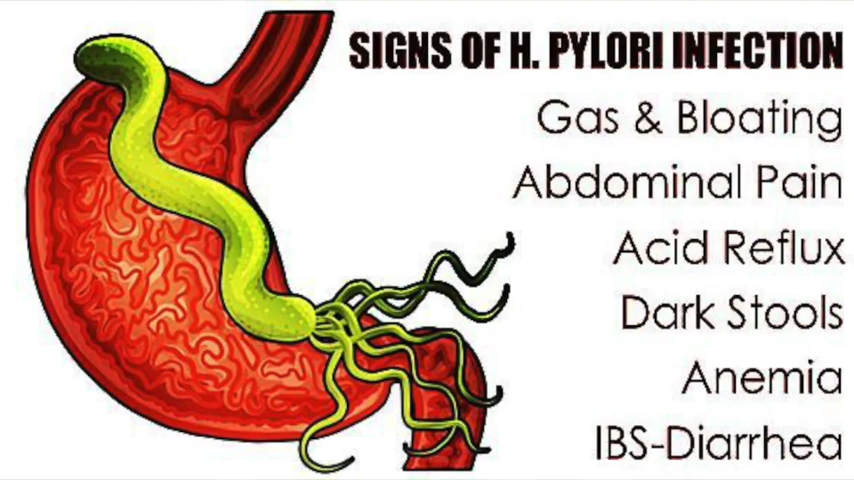 SIGNS OF H. PYLORI INFECTION
Gas & Bloating
Abdominal Pain
Acid Reflux
Dark Stools
Anemia
IBS-Diarrhea